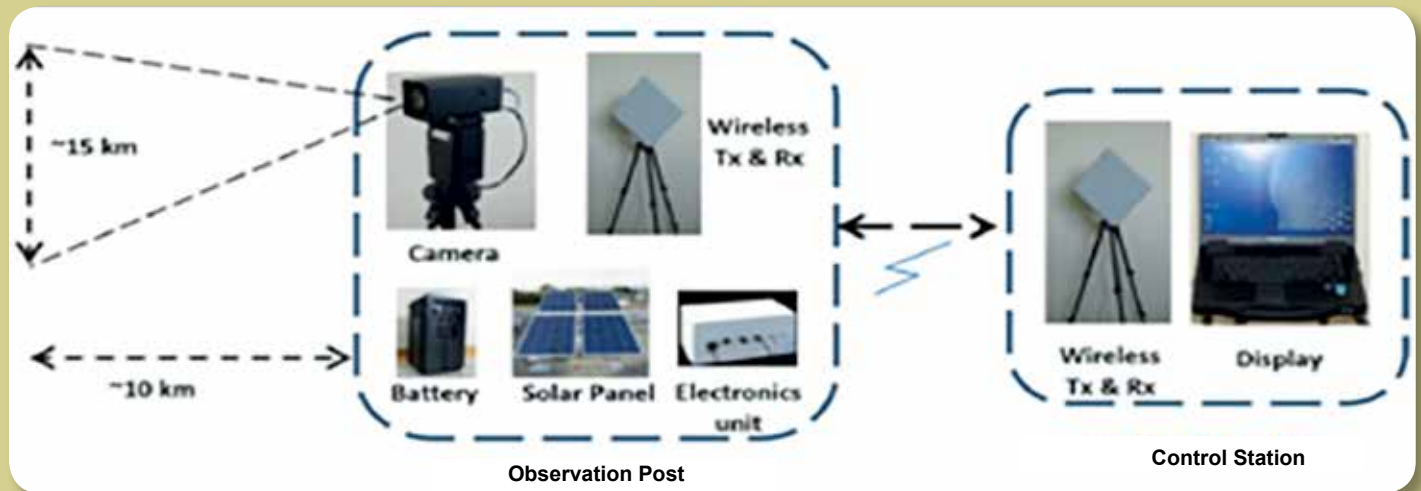 ~15 km
Camera
Wireless
Tx & Rx
~10 km
Battery
Solar Panel
Electronics
unit
Observation Post
Wireless
Tx & Rx
Display
Control Station